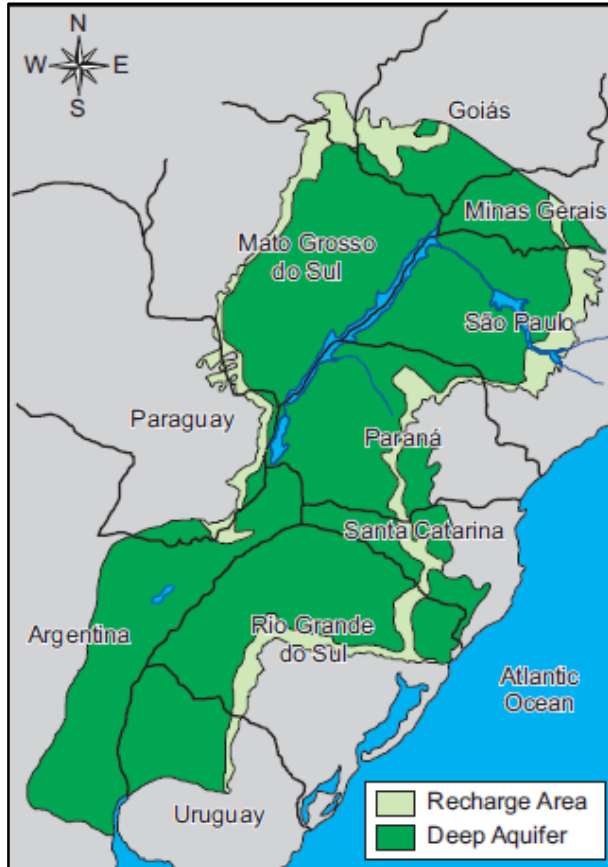 N
W E
S
Goiás
Minas Gerais
Mato Grosso
do Sul
São Paulo
Paraguay
Paraná
Santa Catarina
Argentina
Rio Grande
do Sul
Atlantic
Ocean
Uruguay
Recharge Area
Deep Aquifer